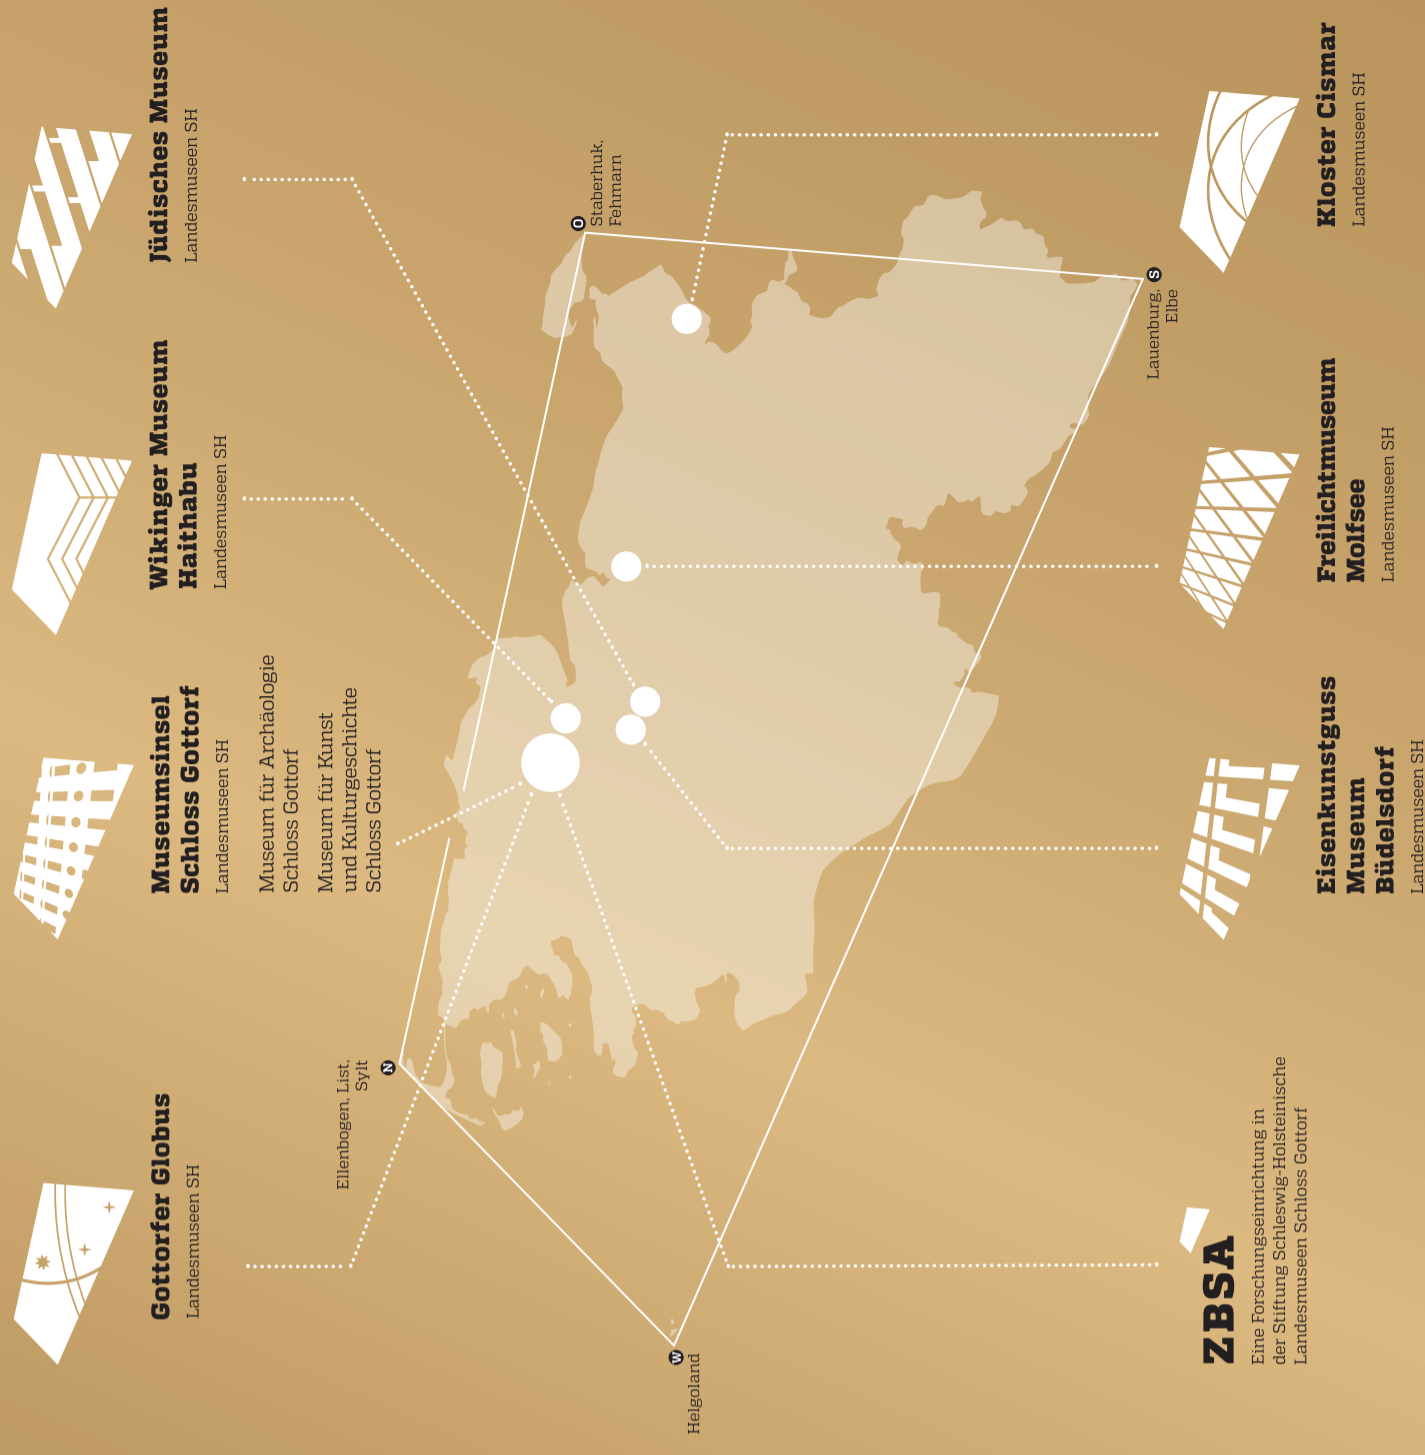 Gottorfer Globus
Landesmuseen SH
Museumsinsel
Schloss Gottorf
Landesmuseen SH
Museum für Archäologie
Schloss Gottorf
Museum für Kunst
und Kulturgeschichte
Schloss Gottorf
Wikinger Museum
Haithabu
Landesmuseen SH
Jüdisches Museum
Landesmuseen SH
Ellenbogen, List,
Sylt
N
O
Staberhuk,
Fehmarn
W
Helgoland
S
Lauenburg,
Elbe
ZBSA
Eine Forschungseinrichtung in
der Stiftung Schleswig-Holsteinische
Landesmuseen Schloss Gottorf
Eisenkunstguss
Museum
Büdelsdorf
Landesmuseen SH
Freilichtmuseum
Molfsee
Landesmuseen SH
Kloster Cismar
Landesmuseen SH